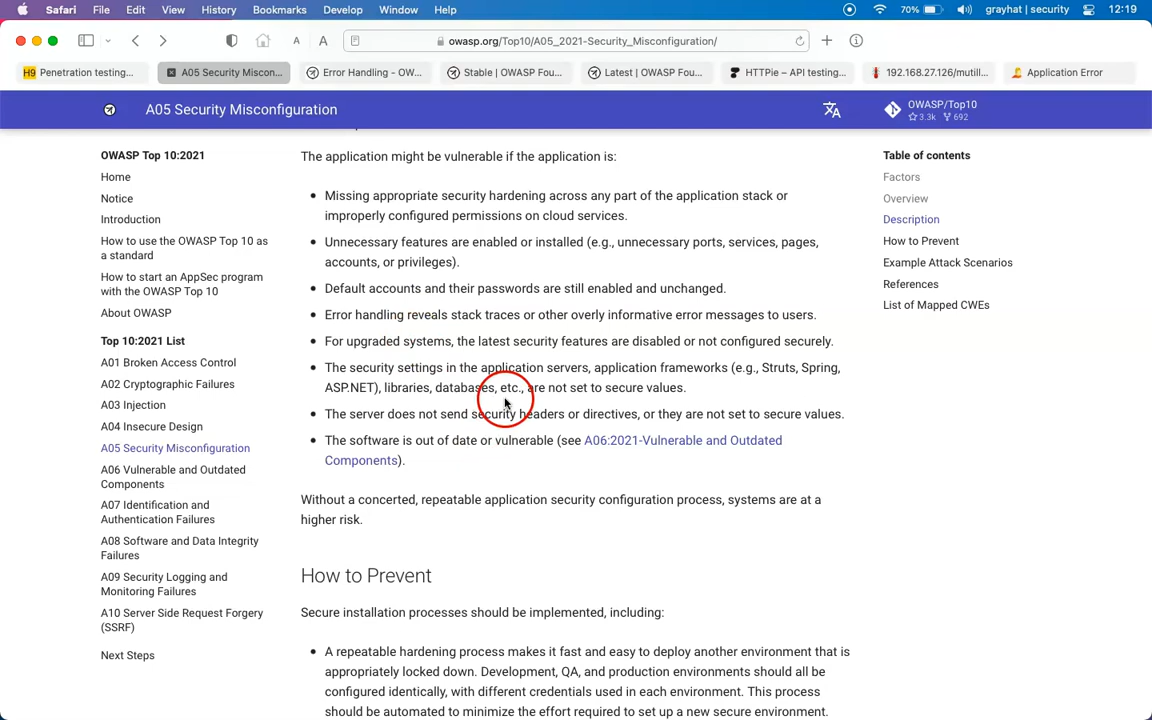 Safari File Edit View History Bookmarks Develop Window Help 70% grayhat | security 12:19
A A owasp.org/Top10/A05_2021-Security_Misconfiguration/
H9 Penetration testing... A05 Security Miscon... Error Handling - OW... Stable | OWASP Fou... Latest | OWASP Fou... HTTPie – API testing... 192.168.27.126/mutill... Application Error
A05 Security Misconfiguration
OWASP/Top10
3.3k 692
OWASP Top 10:2021
Home
Notice
Introduction
How to use the OWASP Top 10 as
a standard
How to start an AppSec program
with the OWASP Top 10
About OWASP
Top 10:2021 List
A01 Broken Access Control
A02 Cryptographic Failures
A03 Injection
A04 Insecure Design
A05 Security Misconfiguration
A06 Vulnerable and Outdated
Components
A07 Identification and
Authentication Failures
A08 Software and Data Integrity
Failures
A09 Security Logging and
Monitoring Failures
A10 Server Side Request Forgery
(SSRF)
Next Steps
The application might be vulnerable if the application is:
• Missing appropriate security hardening across any part of the application stack or
improperly configured permissions on cloud services.
• Unnecessary features are enabled or installed (e.g., unnecessary ports, services, pages,
accounts, or privileges).
• Default accounts and their passwords are still enabled and unchanged.
• Error handling reveals stack traces or other overly informative error messages to users.
• For upgraded systems, the latest security features are disabled or not configured securely.
• The security settings in the application servers, application frameworks (e.g., Struts, Spring,
ASP.NET), libraries, databases, etc., are not set to secure values.
• The server does not send security headers or directives, or they are not set to secure values.
• The software is out of date or vulnerable (see A06:2021-Vulnerable and Outdated
Components).
Without a concerted, repeatable application security configuration process, systems are at a
higher risk.
How to Prevent
Secure installation processes should be implemented, including:
• A repeatable hardening process makes it fast and easy to deploy another environment that is
appropriately locked down. Development, QA, and production environments should all be
configured identically, with different credentials used in each environment. This process
should be automated to minimize the effort required to set up a new secure environment.
Table of contents
Factors
Overview
Description
How to Prevent
Example Attack Scenarios
References
List of Mapped CWEs